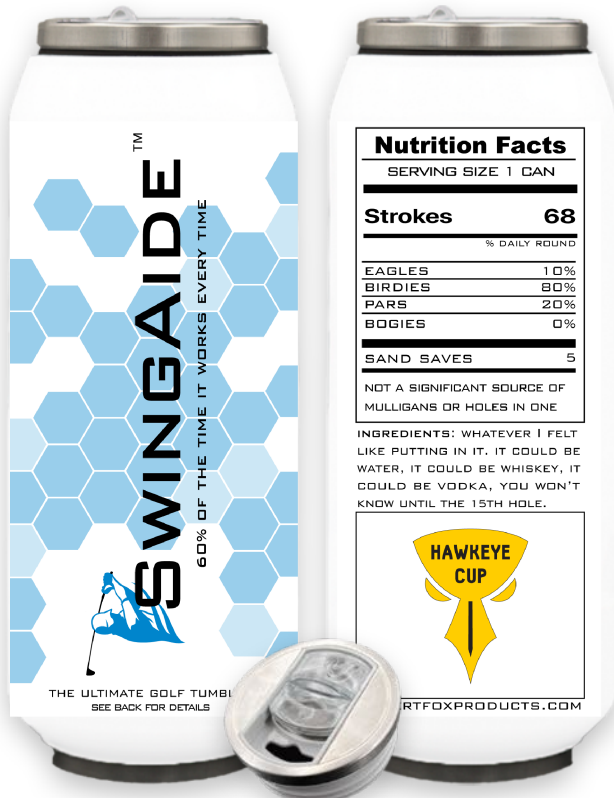 SWINGAIDE™
60% OF THE TIME IT WORKS EVERY TIME
THE ULTIMATE GOLF
SEE BACK FOR DETAILS
Nutrition Facts
SERVING SIZE 1 CAN
Strokes 68
% DAILY ROUND
EAGLES 10%
BIRDIES 80%
PARS 20%
BOGIES 0%
SAND SAVES 5
NOT A SIGNIFICANT SOURCE OF
MULLIGANS OR HOLES IN ONE
INGREDIENTS: WHATEVER I FELT
LIKE PUTTING IN IT. IT COULD BE
WATER, IT COULD BE WHISKEY, IT
COULD BE VODKA, YOU WON'T
KNOW UNTIL THE 15TH HOLE.
HAWKEYE
CUP
RTFOXPRODUCTS.COM